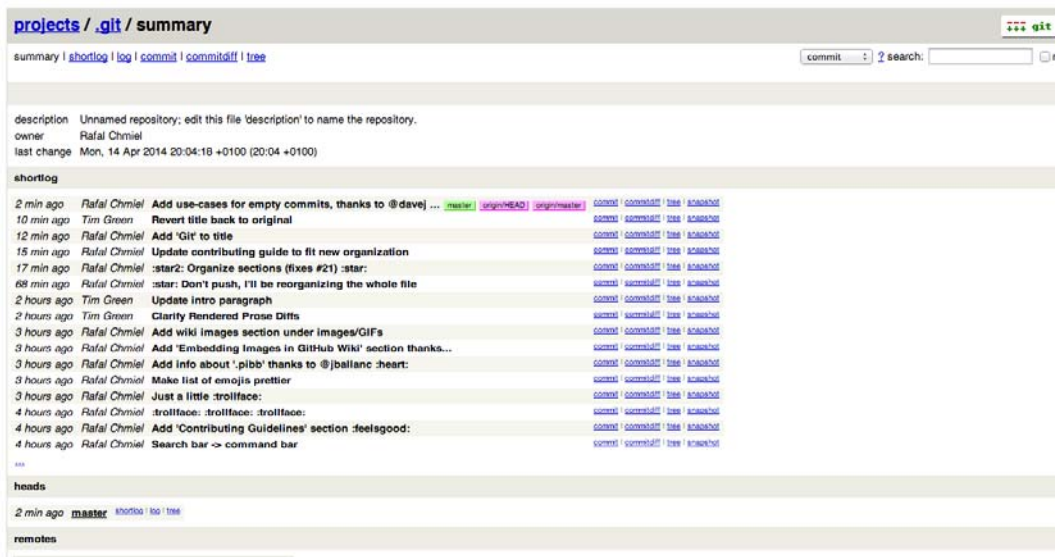 projects / .git / summary
git
summary | shortlog | log | commit | commitdiff | tree
commit ? search:
description Unnamed repository; edit this file 'description' to name the repository.
owner Rafal Chmiel
last change Mon, 14 Apr 2014 20:04:18 +0100 (20:04 +0100)
shortlog
2 min ago Rafal Chmiel Add use-cases for empty commits, thanks to @davej ... master origin/HEAD origin/master commit | commitdiff | tree | snapshot
10 min ago Tim Green Revert title back to original commit | commitdiff | tree | snapshot
12 min ago Rafal Chmiel Add 'Git' to title commit | commitdiff | tree | snapshot
15 min ago Rafal Chmiel Update contributing guide to fit new organization commit | commitdiff | tree | snapshot
17 min ago Rafal Chmiel :star2: Organize sections (fixes #21) :star: commit | commitdiff | tree | snapshot
68 min ago Rafal Chmiel :star: Don't push, I'll be reorganizing the whole file commit | commitdiff | tree | snapshot
2 hours ago Tim Green Update intro paragraph commit | commitdiff | tree | snapshot
2 hours ago Tim Green Clarify Rendered Prose Diffs commit | commitdiff | tree | snapshot
3 hours ago Rafal Chmiel Add wiki images section under images/GIFs commit | commitdiff | tree | snapshot
3 hours ago Rafal Chmiel Add 'Embedding Images in GitHub Wiki' section thanks... commit | commitdiff | tree | snapshot
3 hours ago Rafal Chmiel Add info about '.pibb' thanks to @jbalianc :heart: commit | commitdiff | tree | snapshot
3 hours ago Rafal Chmiel Make list of emojis prettier commit | commitdiff | tree | snapshot
3 hours ago Rafal Chmiel Just a little :trollface: commit | commitdiff | tree | snapshot
4 hours ago Rafal Chmiel :trollface: :trollface: :trollface: commit | commitdiff | tree | snapshot
4 hours ago Rafal Chmiel Add 'Contributing Guidelines' section :feelsgood: commit | commitdiff | tree | snapshot
4 hours ago Rafal Chmiel Search bar -> command bar commit | commitdiff | tree | snapshot
...
heads
2 min ago master shortlog | log | tree
remotes